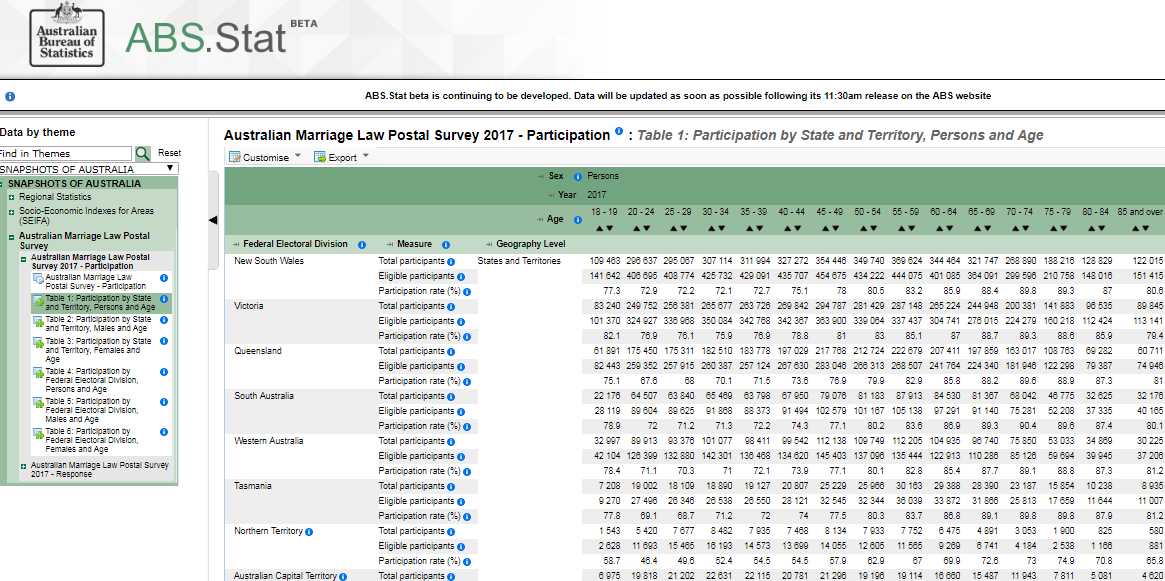 Australian
Bureau of
Statistics
ABS.Stat BETA
ABS.Stat beta is continuing to be developed. Data will be updated as soon as possible following its 11:30am release on the ABS website
Data by theme
Find in Themes
Reset
SNAPSHOTS OF AUSTRALIA
SNAPSHOTS OF AUSTRALIA
Regional Statistics
Socio-Economic Indexes for Areas
(SEIFA)
Australian Marriage Law Postal
Survey
Australian Marriage Law Postal
Survey 2017 - Participation
Australian Marriage Law
Postal Survey - Participation
Table 1: Participation by State
and Territory, Persons and Age
Table 2: Participation by State
and Territory, Males and Age
Table 3: Participation by State
and Territory, Females and
Age
Table 4: Participation by
Federal Electoral Division,
Persons and Age
Table 5: Participation by
Federal Electoral Division,
Males and Age
Table 6: Participation by
Federal Electoral Division,
Females and Age
Australian Marriage Law Postal Survey
2017 - Response
Australian Marriage Law Postal Survey 2017 - Participation : Table 1: Participation by State and Territory, Persons and Age
Customise Export
Sex Persons
Year 2017
Age 18 - 19 20 - 24 25 - 29 30 - 34 35 - 39 40 - 44 45 - 49 50 - 54 55 - 59 60 - 64 65 - 69 70 - 74 75 - 79 80 - 84 85 and over
Federal Electoral Division Measure Geography Level
New South Wales Total participants States and Territories 109 463 296 637 295 067 307 114 311 994 327 272 354 446 349 740 369 624 344 464 321 747 268 890 188 216 128 829 122 015
Eligible participants 141 642 406 695 408 774 425 732 429 091 435 707 454 675 434 222 444 075 401 085 364 091 299 596 210 758 148 016 151 415
Participation rate (%) 77.3 72.9 72.2 72.1 72.7 75.1 78 80.5 83.2 85.9 88.4 89.8 89.3 87 80.6
Victoria Total participants 83 240 249 752 256 381 265 677 263 726 269 842 294 787 281 429 287 148 265 224 244 948 200 381 141 883 96 535 89 845
Eligible participants 101 370 324 927 336 968 350 084 342 768 342 367 363 900 339 064 337 437 304 741 276 015 224 279 160 218 112 424 113 141
Participation rate (%) 82.1 76.9 76.1 75.9 76.9 78.8 81 83 85.1 87 88.7 89.3 88.6 85.9 79.4
Queensland Total participants 61 891 175 450 175 311 182 510 183 778 197 029 217 768 212 724 222 679 207 411 197 859 163 017 108 763 69 282 60 711
Eligible participants 82 443 259 352 257 915 260 387 257 124 267 630 283 046 266 313 268 507 241 764 224 340 181 946 122 298 79 387 74 946
Participation rate (%) 75.1 67.6 68 70.1 71.5 73.6 76.9 79.9 82.9 85.8 88.2 89.6 88.9 87.3 81
South Australia Total participants 22 176 64 507 63 840 65 469 63 798 67 950 79 076 81 183 87 913 84 530 81 367 68 042 46 775 32 625 32 176
Eligible participants 28 119 89 604 89 625 91 868 88 373 91 494 102 579 101 167 105 138 97 291 91 140 75 281 52 208 37 335 40 165
Participation rate (%) 78.9 72 71.2 71.3 72.2 74.3 77.1 80.2 83.6 86.9 89.3 90.4 89.6 87.4 80.1
Western Australia Total participants 32 997 89 913 93 376 101 077 98 411 99 542 112 138 109 749 112 205 104 935 96 740 75 850 53 033 34 869 30 225
Eligible participants 42 104 126 399 132 880 142 301 136 468 134 620 145 403 137 096 135 444 122 913 110 286 85 126 59 694 39 945 37 206
Participation rate (%) 78.4 71.1 70.3 71 72.1 73.9 77.1 80.1 82.8 85.4 87.7 89.1 88.8 87.3 81.2
Tasmania Total participants 7 208 19 002 18 109 18 890 19 127 20 807 25 229 25 966 30 163 29 388 28 390 23 187 15 854 10 238 8 935
Eligible participants 9 270 27 496 26 346 26 538 26 550 28 121 32 545 32 344 36 039 33 872 31 866 25 813 17 659 11 644 11 007
Participation rate (%) 77.8 69.1 68.7 71.2 72 74 77.5 80.3 83.7 86.8 89.1 89.8 89.8 87.9 81.2
Northern Territory Total participants 1 543 5 420 7 677 8 482 7 935 7 468 8 134 7 933 7 752 6 475 4 891 3 053 1 900 825 580
Eligible participants 2 628 11 693 15 465 16 193 14 573 13 699 14 055 12 605 11 565 9 269 6 741 4 184 2 538 1 166 881
Participation rate (%) 58.7 46.4 49.6 52.4 54.5 54.5 57.9 62.9 67 69.9 72.6 73 74.9 70.8 65.8
Australian Capital Territory Total participants 6 975 19 818 21 202 22 631 22 115 20 781 21 296 19 196 19 114 16 660 15 487 11 943 7 811 5 081 4 620